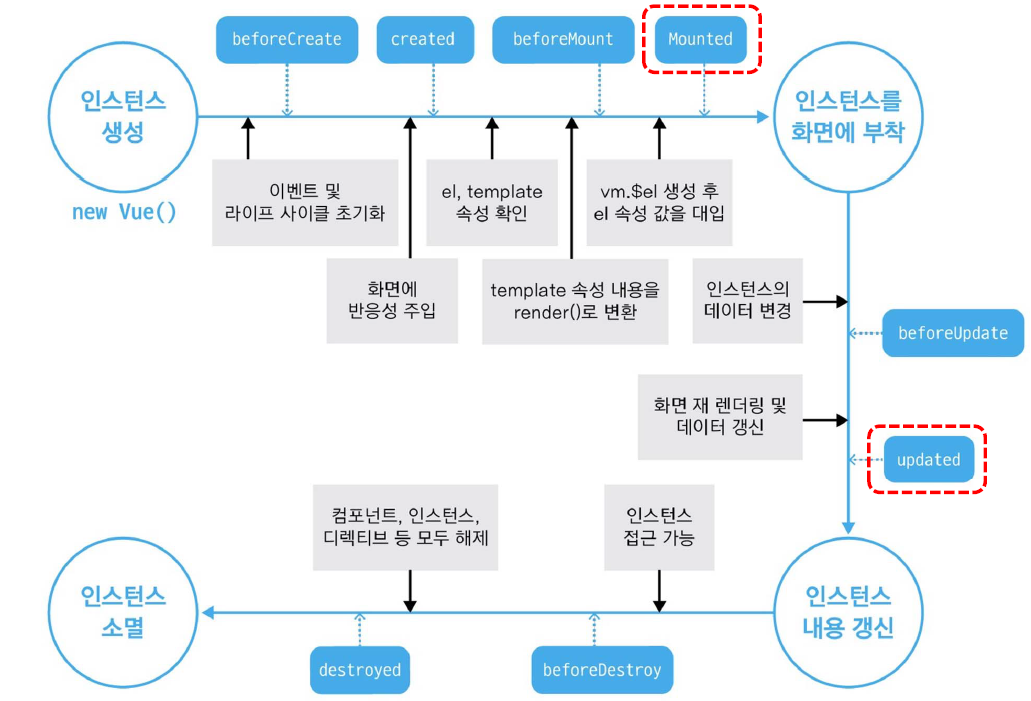 beforeCreate
created
beforeMount
Mounted
인스턴스
생성
new Vue()
인스턴스를
화면에 부착
이벤트 및
라이프 사이클 초기화
el, template
속성 확인
vm.$el 생성 후
el 속성 값을 대입
화면에
반응성 주입
template 속성 내용을
render()로 변환
인스턴스의
데이터 변경
beforeUpdate
화면 재 렌더링 및
데이터 갱신
updated
컴포넌트, 인스턴스,
디렉티브 등 모두 해제
인스턴스
접근 가능
인스턴스
소멸
인스턴스
내용 갱신
destroyed
beforeDestroy